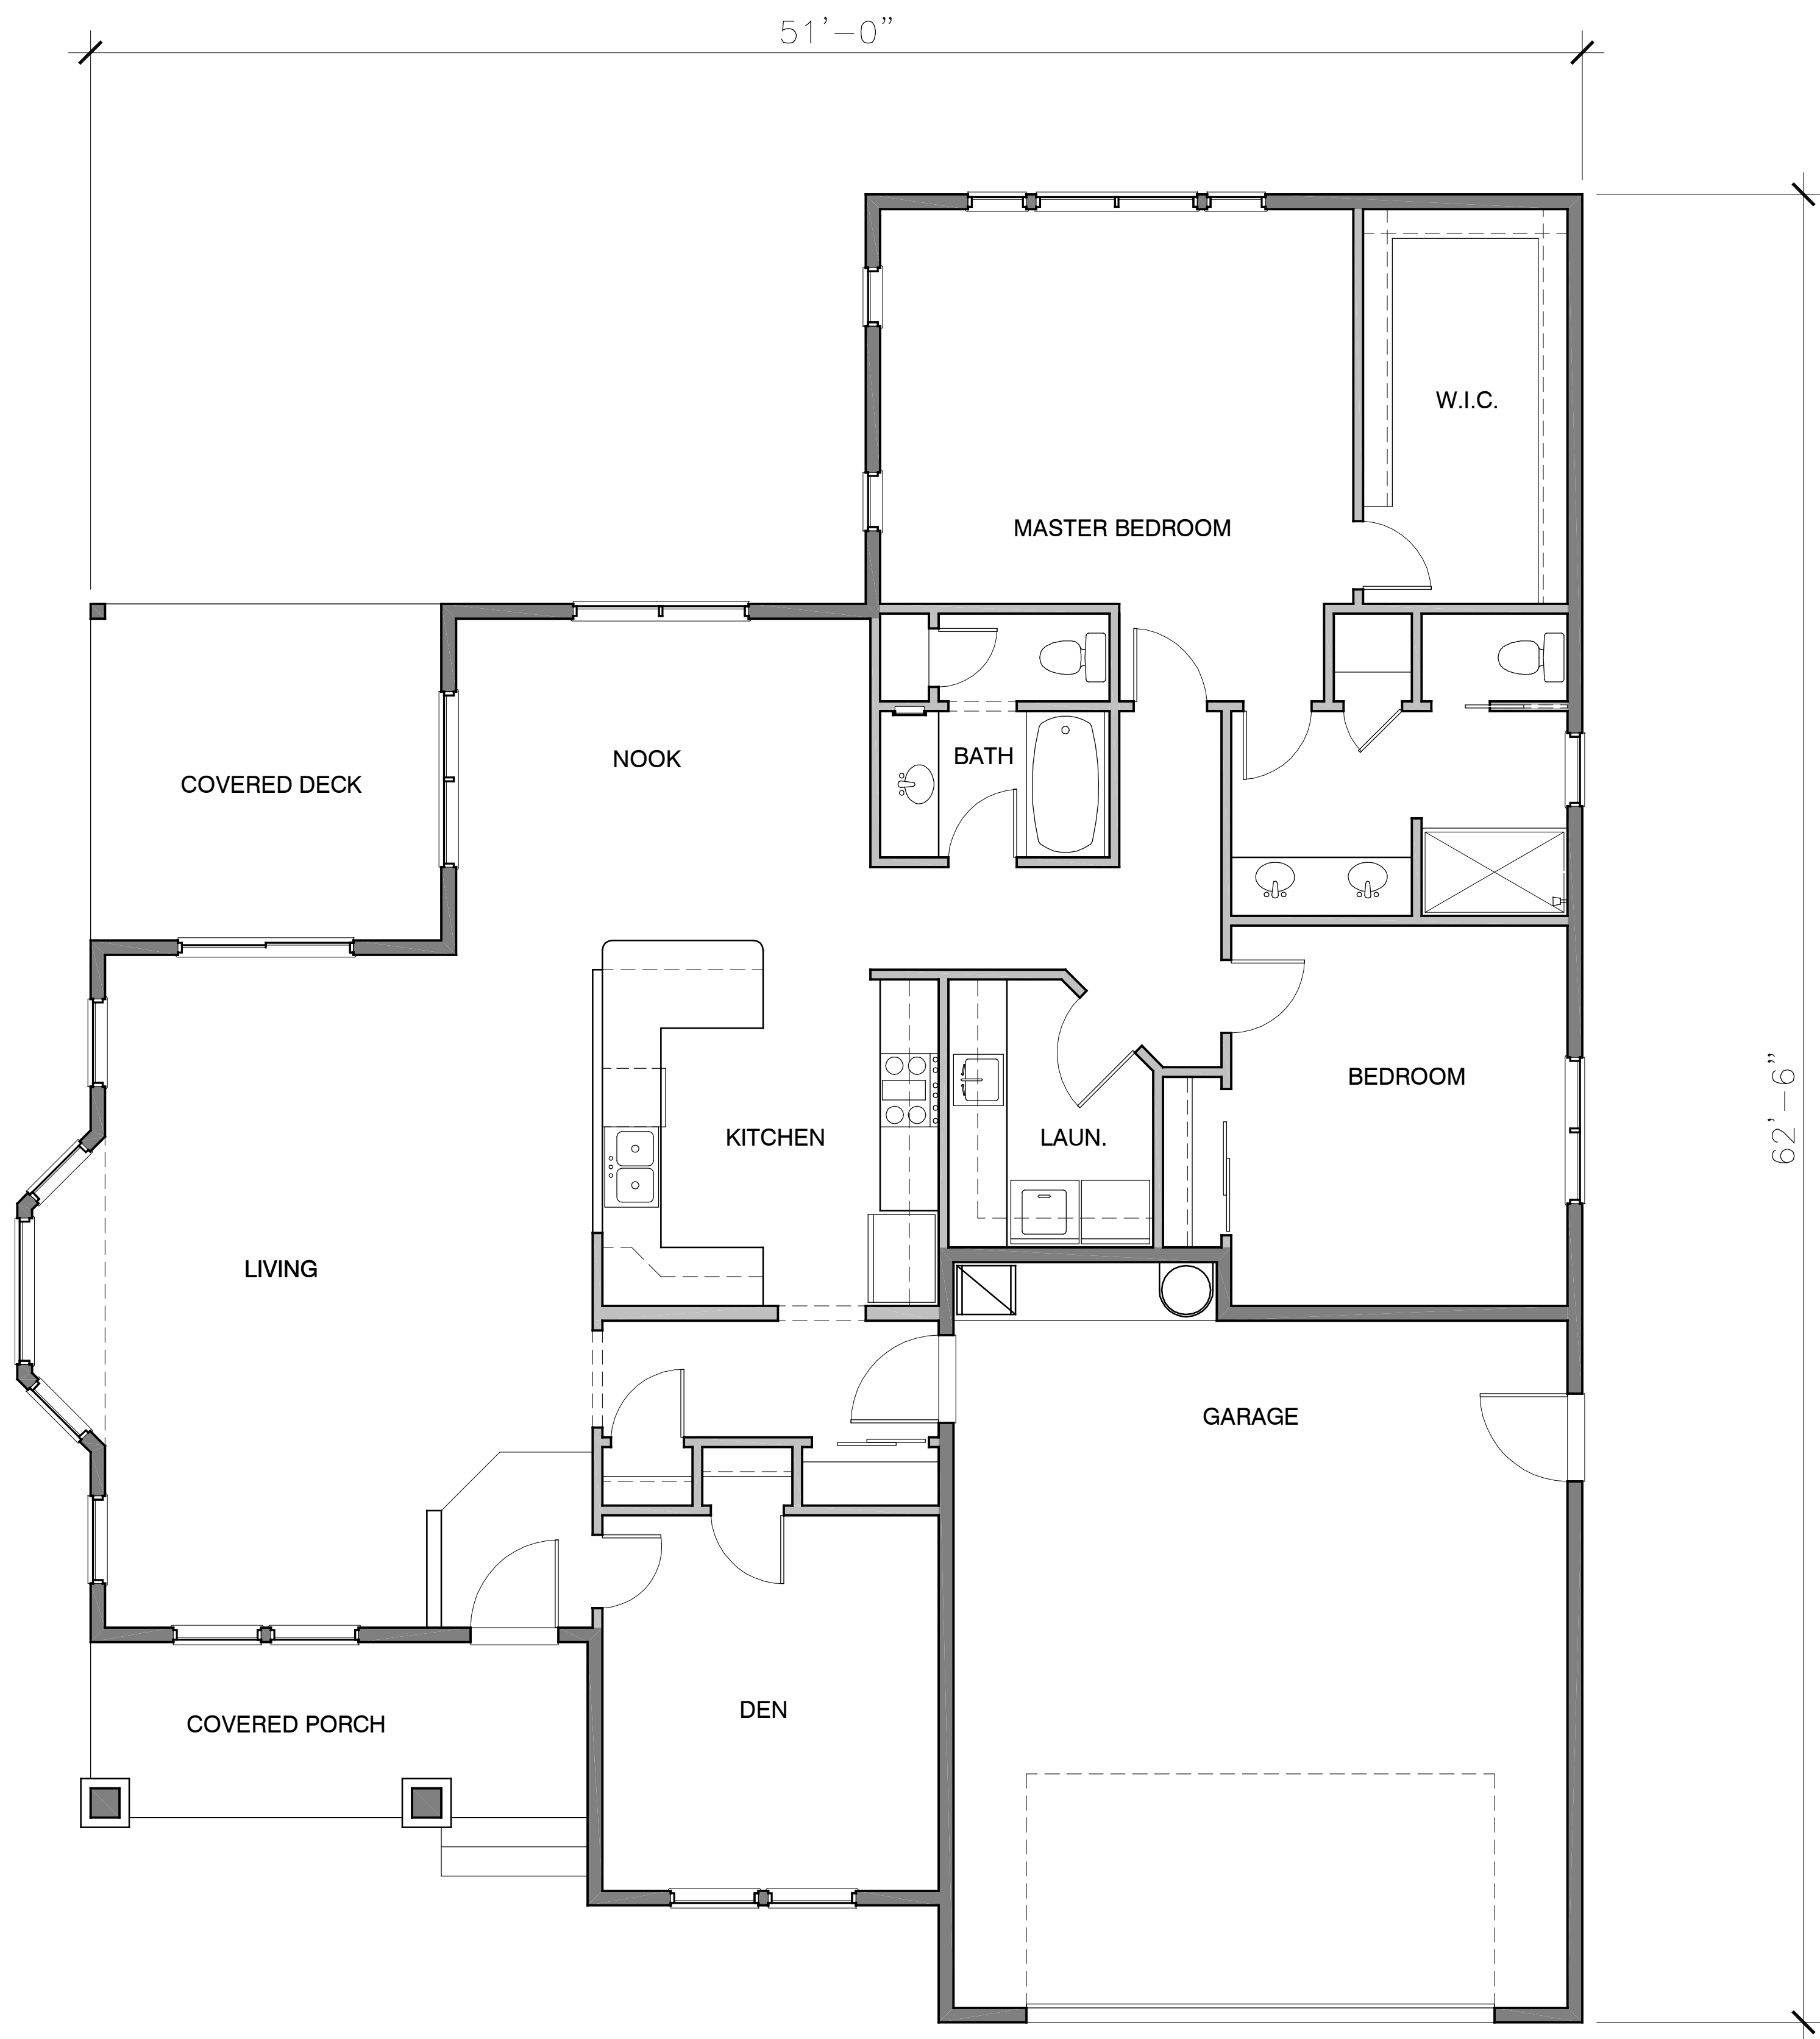 51'-0"
W.I.C.
MASTER BEDROOM
NOOK
BATH
COVERED DECK
BEDROOM
62'-6"
KITCHEN
LAUN.
LIVING
GARAGE
DEN
COVERED PORCH